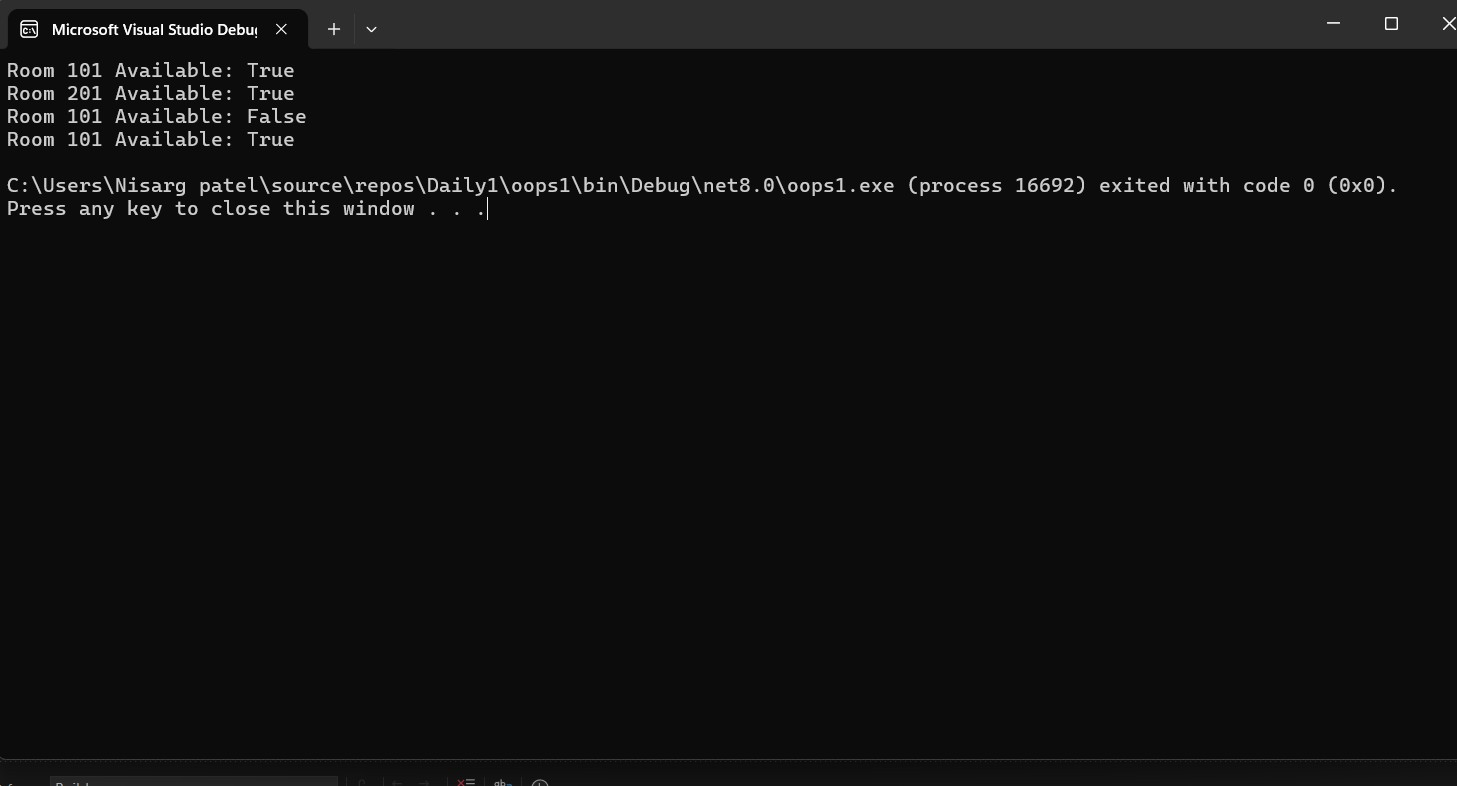 Microsoft Visual Studio Debu
Room 101 Available: True
Room 201 Available: True
Room 101 Available: False
Room 101 Available: True
C:\Users\Nisarg patel\source\repos\Daily1\oops1\bin\Debug\net8.0\oops1.exe (process 16692) exited with code 0 (0x0).
Press any key to close this window . . .